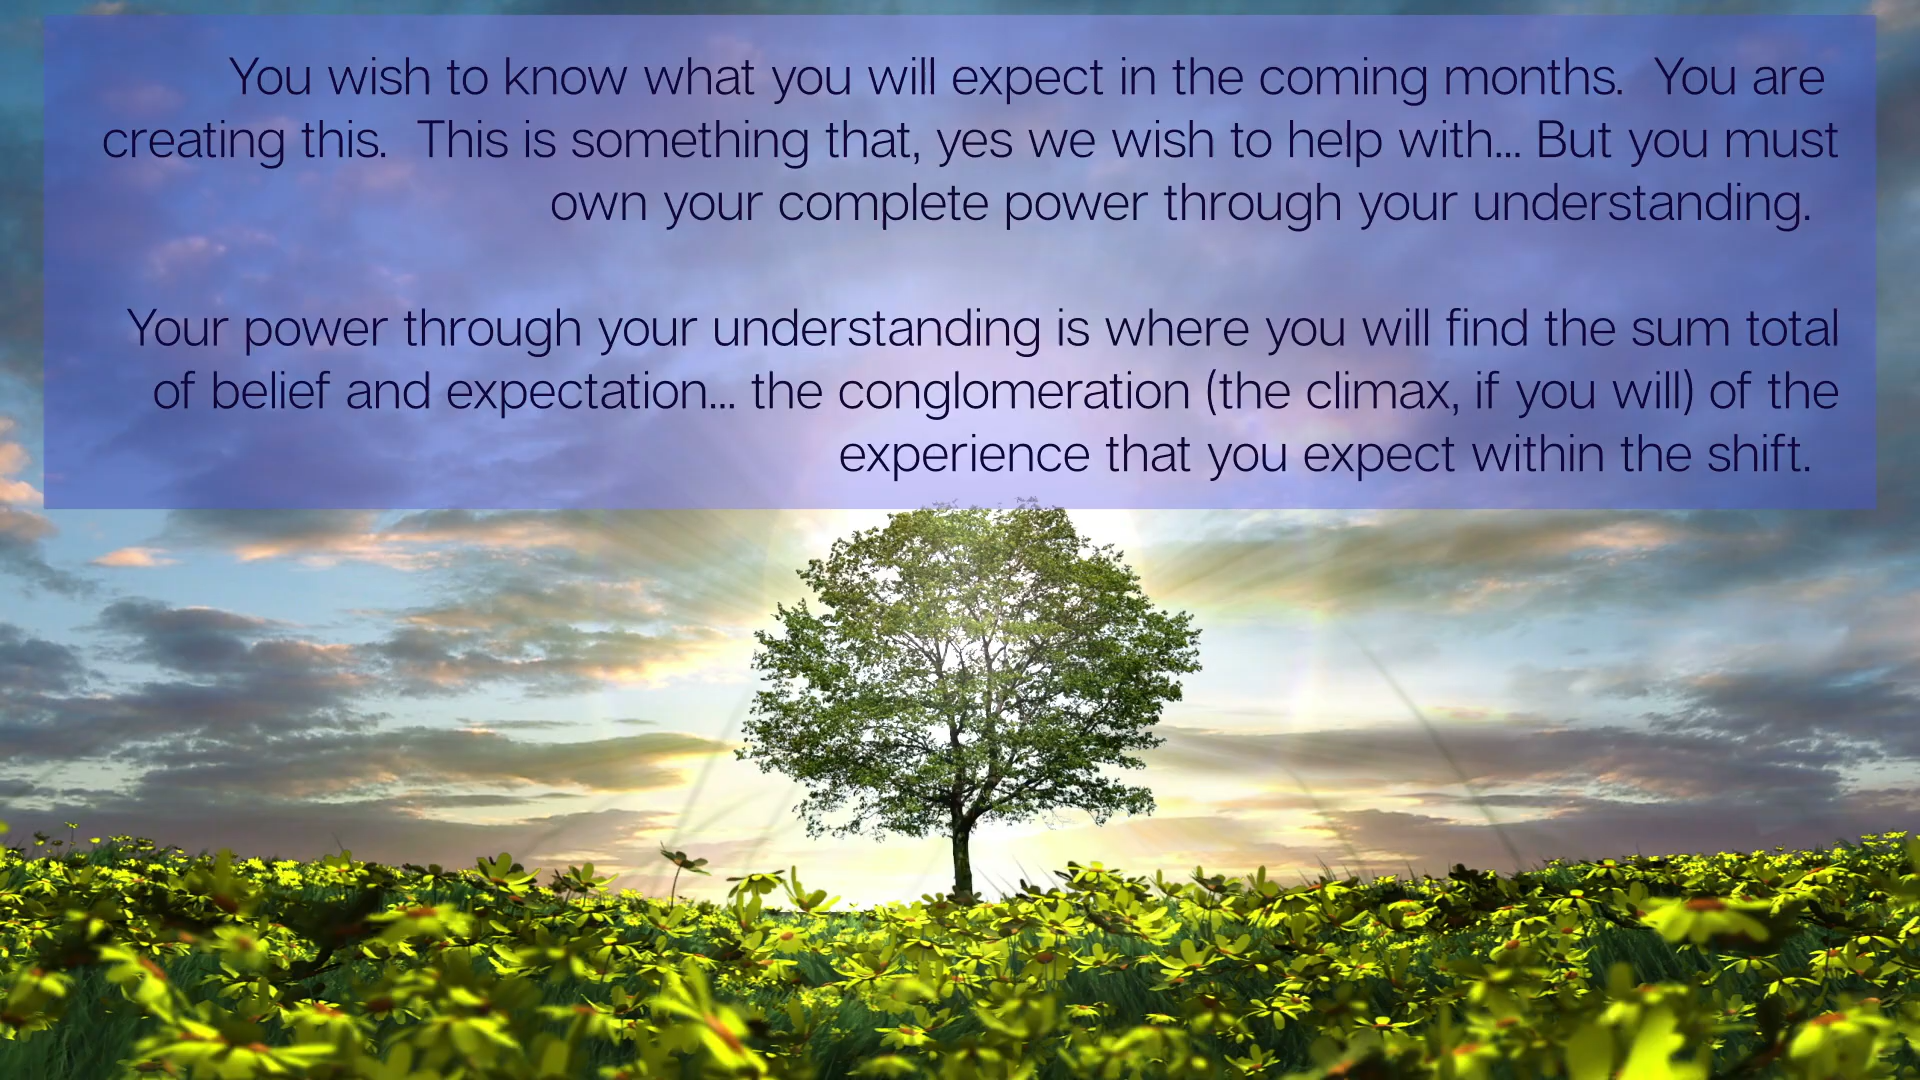 You wish to know what you will expect in the coming months.  You are
creating this.  This is something that, yes we wish to help with... But you must
own your complete power through your understanding.
Your power through your understanding is where you will find the sum total
of belief and expectation... the conglomeration (the climax, if you will) of the
experience that you expect within the shift.